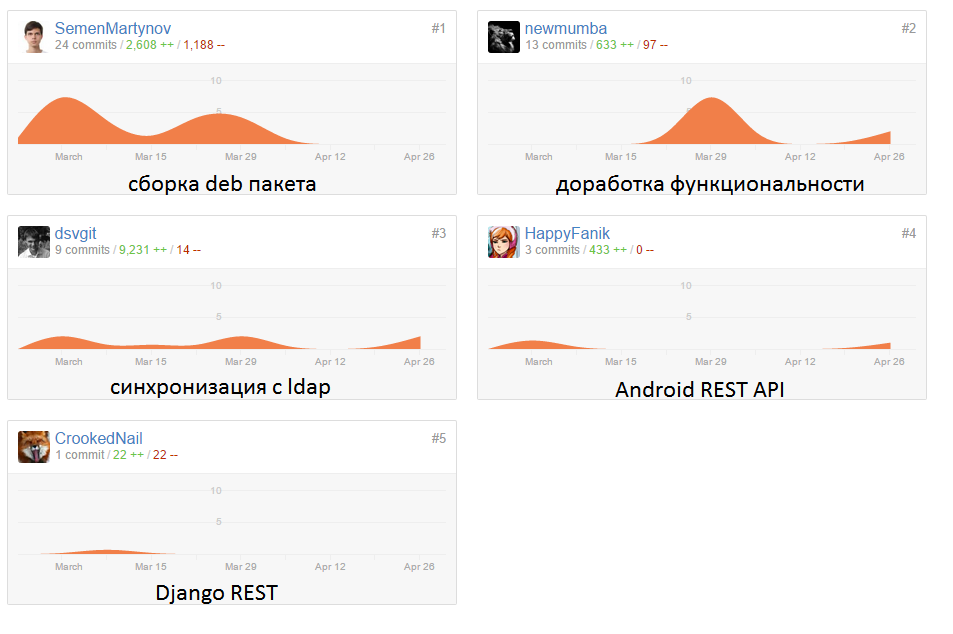 SemenMartynov #1
24 commits / 2,608 ++ / 1,188 --
10
5
March Mar 15 Mar 29 Apr 12 Apr 26
сборка deb пакета
newmumba #2
13 commits / 633 ++ / 97 --
10
5
March Mar 15 Mar 29 Apr 12 Apr 26
доработка функциональности
dsvgit #3
9 commits / 9,231 ++ / 14 --
10
5
March Mar 15 Mar 29 Apr 12 Apr 26
синхронизация с ldap
HappyFanik #4
3 commits / 433 ++ / 0 --
10
5
March Mar 15 Mar 29 Apr 12 Apr 26
Android REST API
CrookedNail #5
1 commit / 22 ++ / 22 --
10
5
March Mar 15 Mar 29 Apr 12 Apr 26
Django REST